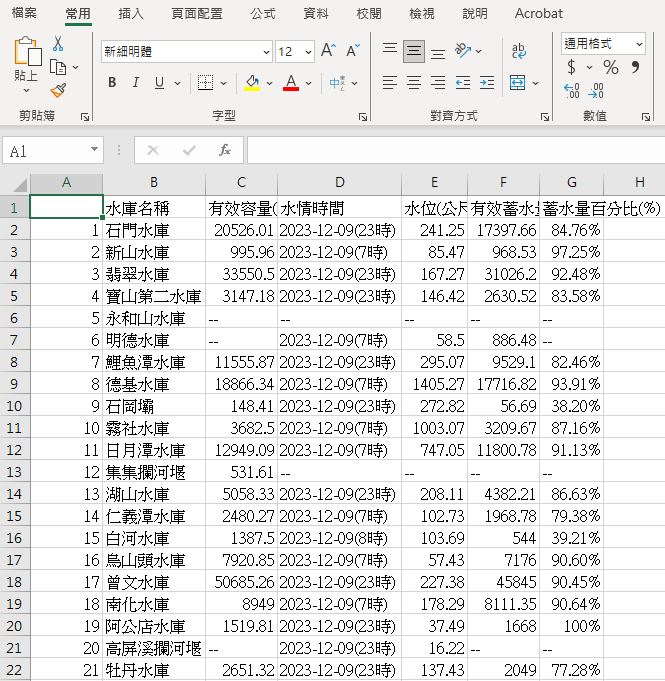 檔案 常用 插入 頁面配置 公式 資料 校閱 檢視 說明 Acrobat
新細明體 12 A A 通用格式
貼上 B I U A $ % 9
剪貼簿 字型 對齊方式 數值
A1 fx
A B C D E F G H
1 水庫名稱 有效容量( 水情時間 水位(公尺 有效蓄水 蓄水量百分比(%)
2 1 石門水庫 20526.01 2023-12-09(23時) 241.25 17397.66 84.76%
3 2 新山水庫 995.96 2023-12-09(7時) 85.47 968.53 97.25%
4 3 翡翠水庫 33550.5 2023-12-09(23時) 167.27 31026.2 92.48%
5 4 寶山第二水庫 3147.18 2023-12-09(23時) 146.42 2630.52 83.58%
6 5 永和山水庫 -- -- -- -- --
7 6 明德水庫 -- 2023-12-09(7時) 58.5 886.48 --
8 7 鯉魚潭水庫 11555.87 2023-12-09(23時) 295.07 9529.1 82.46%
9 8 德基水庫 18866.34 2023-12-09(7時) 1405.27 17716.82 93.91%
10 9 石岡壩 148.41 2023-12-09(23時) 272.82 56.69 38.20%
11 10 霧社水庫 3682.5 2023-12-09(7時) 1003.07 3209.67 87.16%
12 11 日月潭水庫 12949.09 2023-12-09(7時) 747.05 11800.78 91.13%
13 12 集集攔河堰 531.61 -- -- -- --
14 13 湖山水庫 5058.33 2023-12-09(23時) 208.11 4382.21 86.63%
15 14 仁義潭水庫 2480.27 2023-12-09(7時) 102.73 1968.78 79.38%
16 15 白河水庫 1387.5 2023-12-09(8時) 103.69 544 39.21%
17 16 烏山頭水庫 7920.85 2023-12-09(7時) 57.43 7176 90.60%
18 17 曾文水庫 50685.26 2023-12-09(23時) 227.38 45845 90.45%
19 18 南化水庫 8949 2023-12-09(7時) 178.29 8111.35 90.64%
20 19 阿公店水庫 1519.81 2023-12-09(23時) 37.49 1668 100%
21 20 高屏溪攔河堰 -- 2023-12-09(23時) 16.22 -- --
22 21 牡丹水庫 2651.32 2023-12-09(23時) 137.43 2049 77.28%